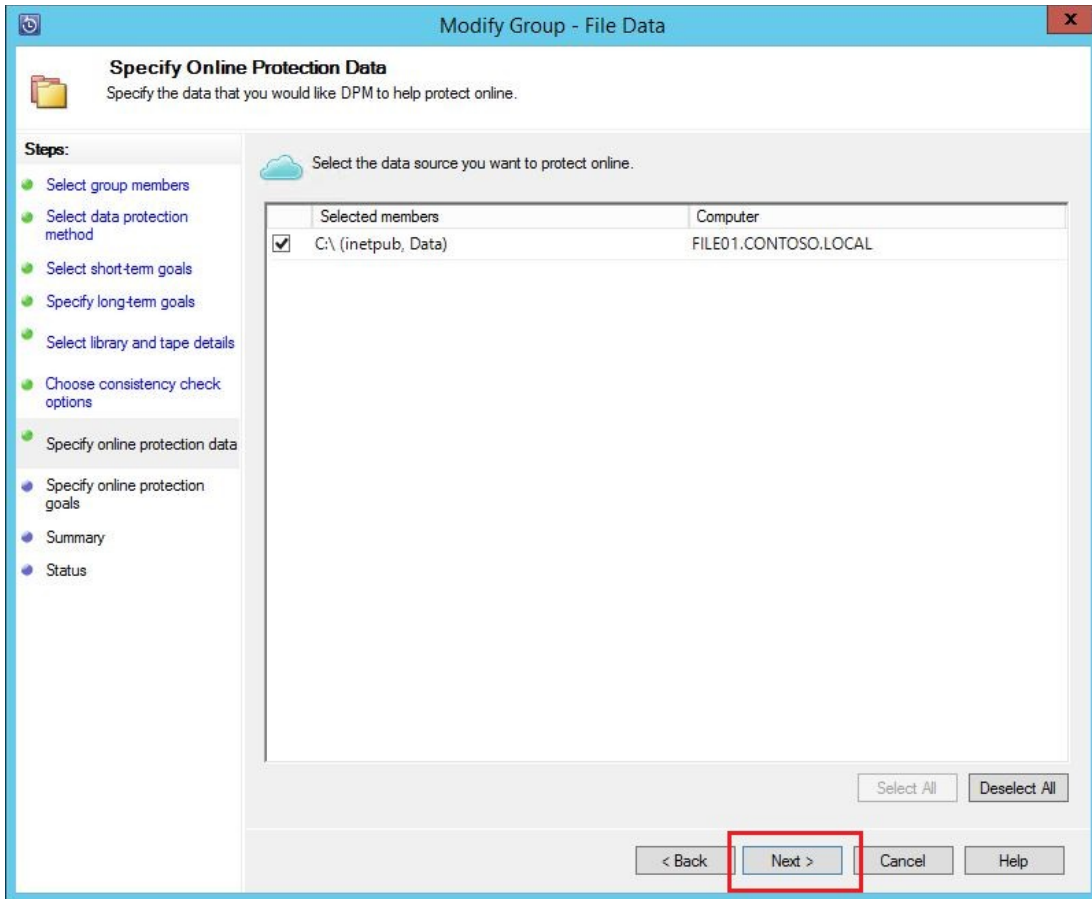 Modify Group - File Data
x
Specify Online Protection Data
Specify the data that you would like DPM to help protect online.
Steps:
Select group members
Select data protection
method
Select short-term goals
Specify long-term goals
Select library and tape details
Choose consistency check
options
Specify online protection data
Specify online protection
goals
Summary
Status
Select the data source you want to protect online.
Selected members Computer
C:\ (inetpub, Data) FILE01.CONTOSO.LOCAL
Select All Deselect All
< Back Next > Cancel Help